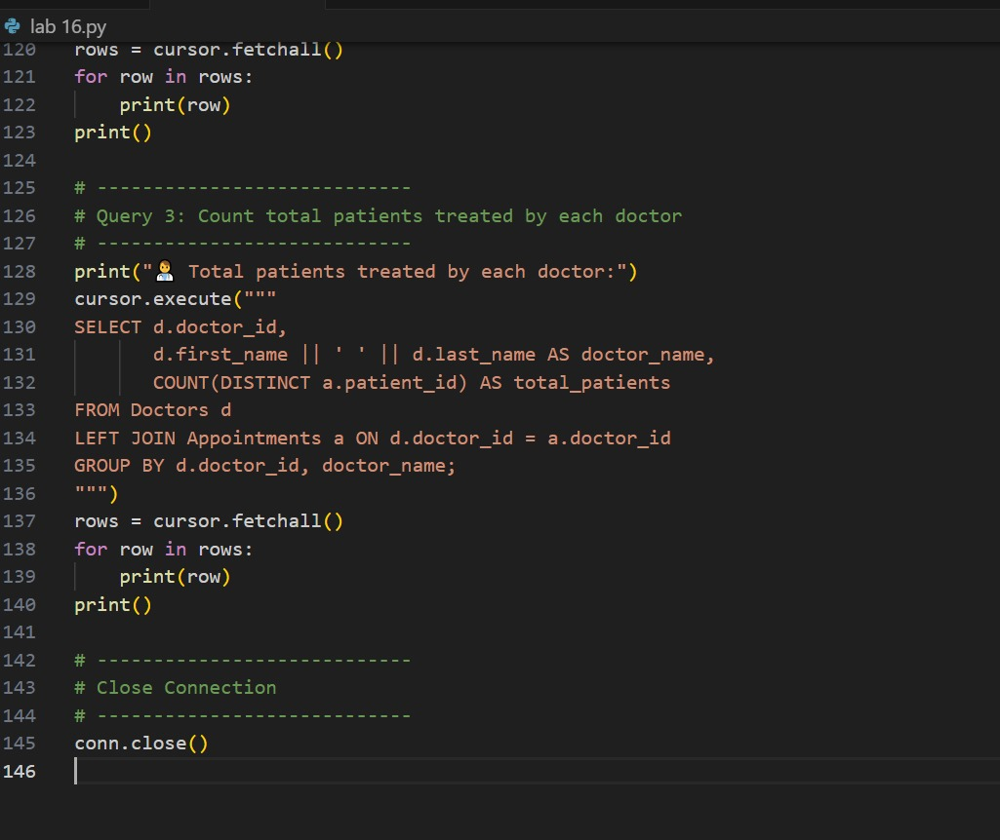 lab 16.py
120 rows = cursor.fetchall()
121 for row in rows:
122     print(row)
123 print()
124
125 # ----------------------------
126 # Query 3: Count total patients treated by each doctor
127 # ----------------------------
128 print("👨‍⚕️ Total patients treated by each doctor:")
129 cursor.execute("""
130 SELECT d.doctor_id,
131        d.first_name || ' ' || d.last_name AS doctor_name,
132        COUNT(DISTINCT a.patient_id) AS total_patients
133 FROM Doctors d
134 LEFT JOIN Appointments a ON d.doctor_id = a.doctor_id
135 GROUP BY d.doctor_id, doctor_name;
136 """)
137 rows = cursor.fetchall()
138 for row in rows:
139     print(row)
140 print()
141
142 # ----------------------------
143 # Close Connection
144 # ----------------------------
145 conn.close()
146